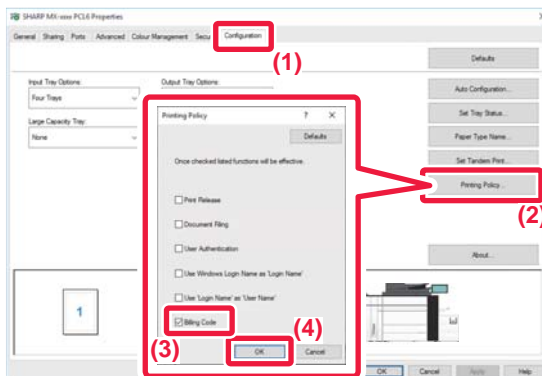 SHARP MX-xxxx PCL6 Properties
General Sharing Ports Advanced Colour Management Secu Configuration
(1)
Defaults
Input Tray Options:
Output Tray Options:
Four Trays
Auto Configuration...
Large Capacity Tray:
Set Tray Status...
None
Paper Type Name...
Set Tandem Print...
Printing Policy...
(2)
About...
Printing Policy ? ×
Defaults
Once checked listed functions will be effective.
Print Release
Document Filing
User Authentication
Use Windows Login Name as 'Login Name'
Use 'Login Name' as 'User Name'
Billing Code
(3)
(4)
OK Cancel
1
OK Cancel Apply Help